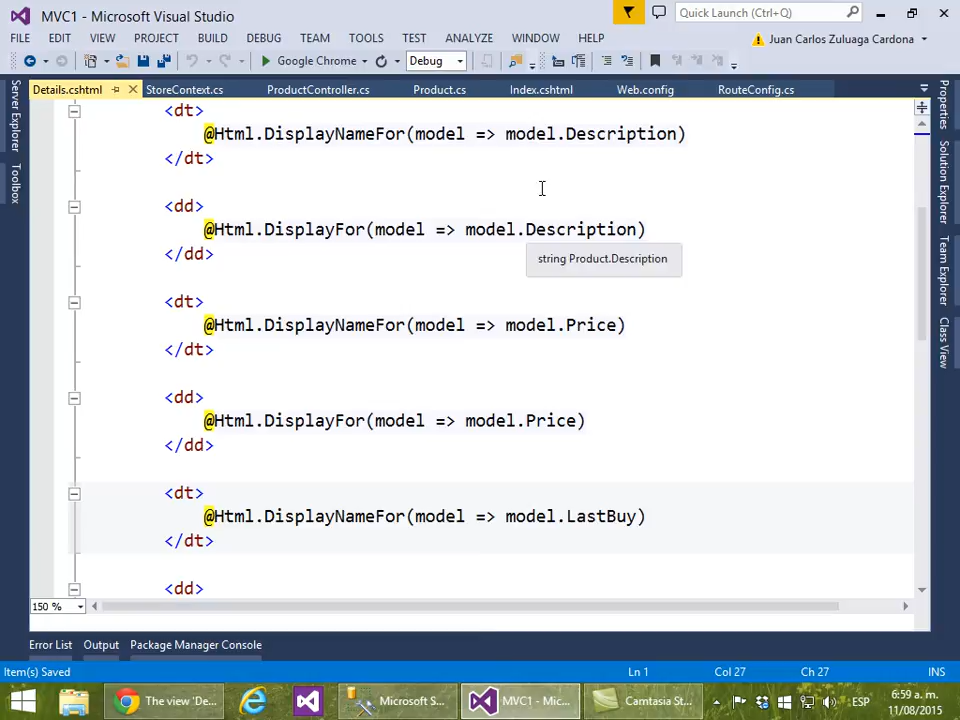 MVC1 - Microsoft Visual Studio
Quick Launch (Ctrl+Q)
FILE EDIT VIEW PROJECT BUILD DEBUG TEAM TOOLS TEST ANALYZE WINDOW HELP
Juan Carlos Zuluaga Cardona
Google Chrome Debug
Details.cshtml StoreContext.cs ProductController.cs Product.cs Index.cshtml Web.config RouteConfig.cs
Server Explorer
Toolbox
Properties
Solution Explorer
Team Explorer
Class View
<dt>
@Html.DisplayNameFor(model => model.Description)
</dt>
<dd>
@Html.DisplayFor(model => model.Description)
</dd>
string Product.Description
<dt>
@Html.DisplayNameFor(model => model.Price)
</dt>
<dd>
@Html.DisplayFor(model => model.Price)
</dd>
<dt>
@Html.DisplayNameFor(model => model.LastBuy)
</dt>
<dd>
150 %
Error List Output Package Manager Console
Item(s) Saved Ln 1 Col 27 Ch 27 INS
The view 'De... Microsoft S... MVC1 - Mic... Camtasia St... ESP
6:59 a. m.
11/08/2015